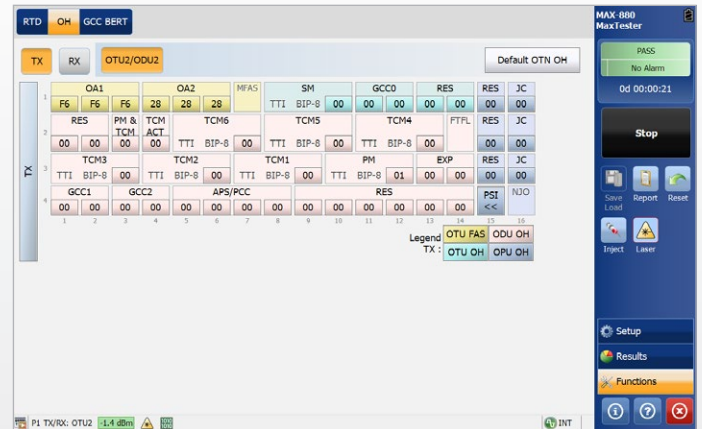 RTD OH GCC BERT
TX RX OTU2/ODU2 Default OTN OH
OA1 OA2 MFAS SM GCC0 RES RES JC
1 F6 F6 F6 28 28 28 TTI BIP-8 00 00 00 00 00 00 00
RES PM & TCM TCM ACT TCM6 TCM5 TCM4 FTFL RES JC
2 00 00 00 00 TTI BIP-8 00 TTI BIP-8 00 TTI BIP-8 00 00 00
TX
TCM3 TCM2 TCM1 PM EXP RES JC
3 TTI BIP-8 00 TTI BIP-8 00 TTI BIP-8 00 TTI BIP-8 01 00 00 00 00
GCC1 GCC2 APS/PCC RES PSI NJO
4 00 00 00 00 00 00 00 00 00 00 00 00 00 00 <<
1 2 3 4 5 6 7 8 9 10 11 12 13 14 15 16
Legend TX : OTU FAS ODU OH
OTU OH OPU OH
MAX-880
MaxTester
PASS
No Alarm
0d 00:00:21
Stop
Save Load Report Reset
Inject Laser
Setup
Results
Functions
P1 TX/RX: OTU2 -1.4 dBm INT